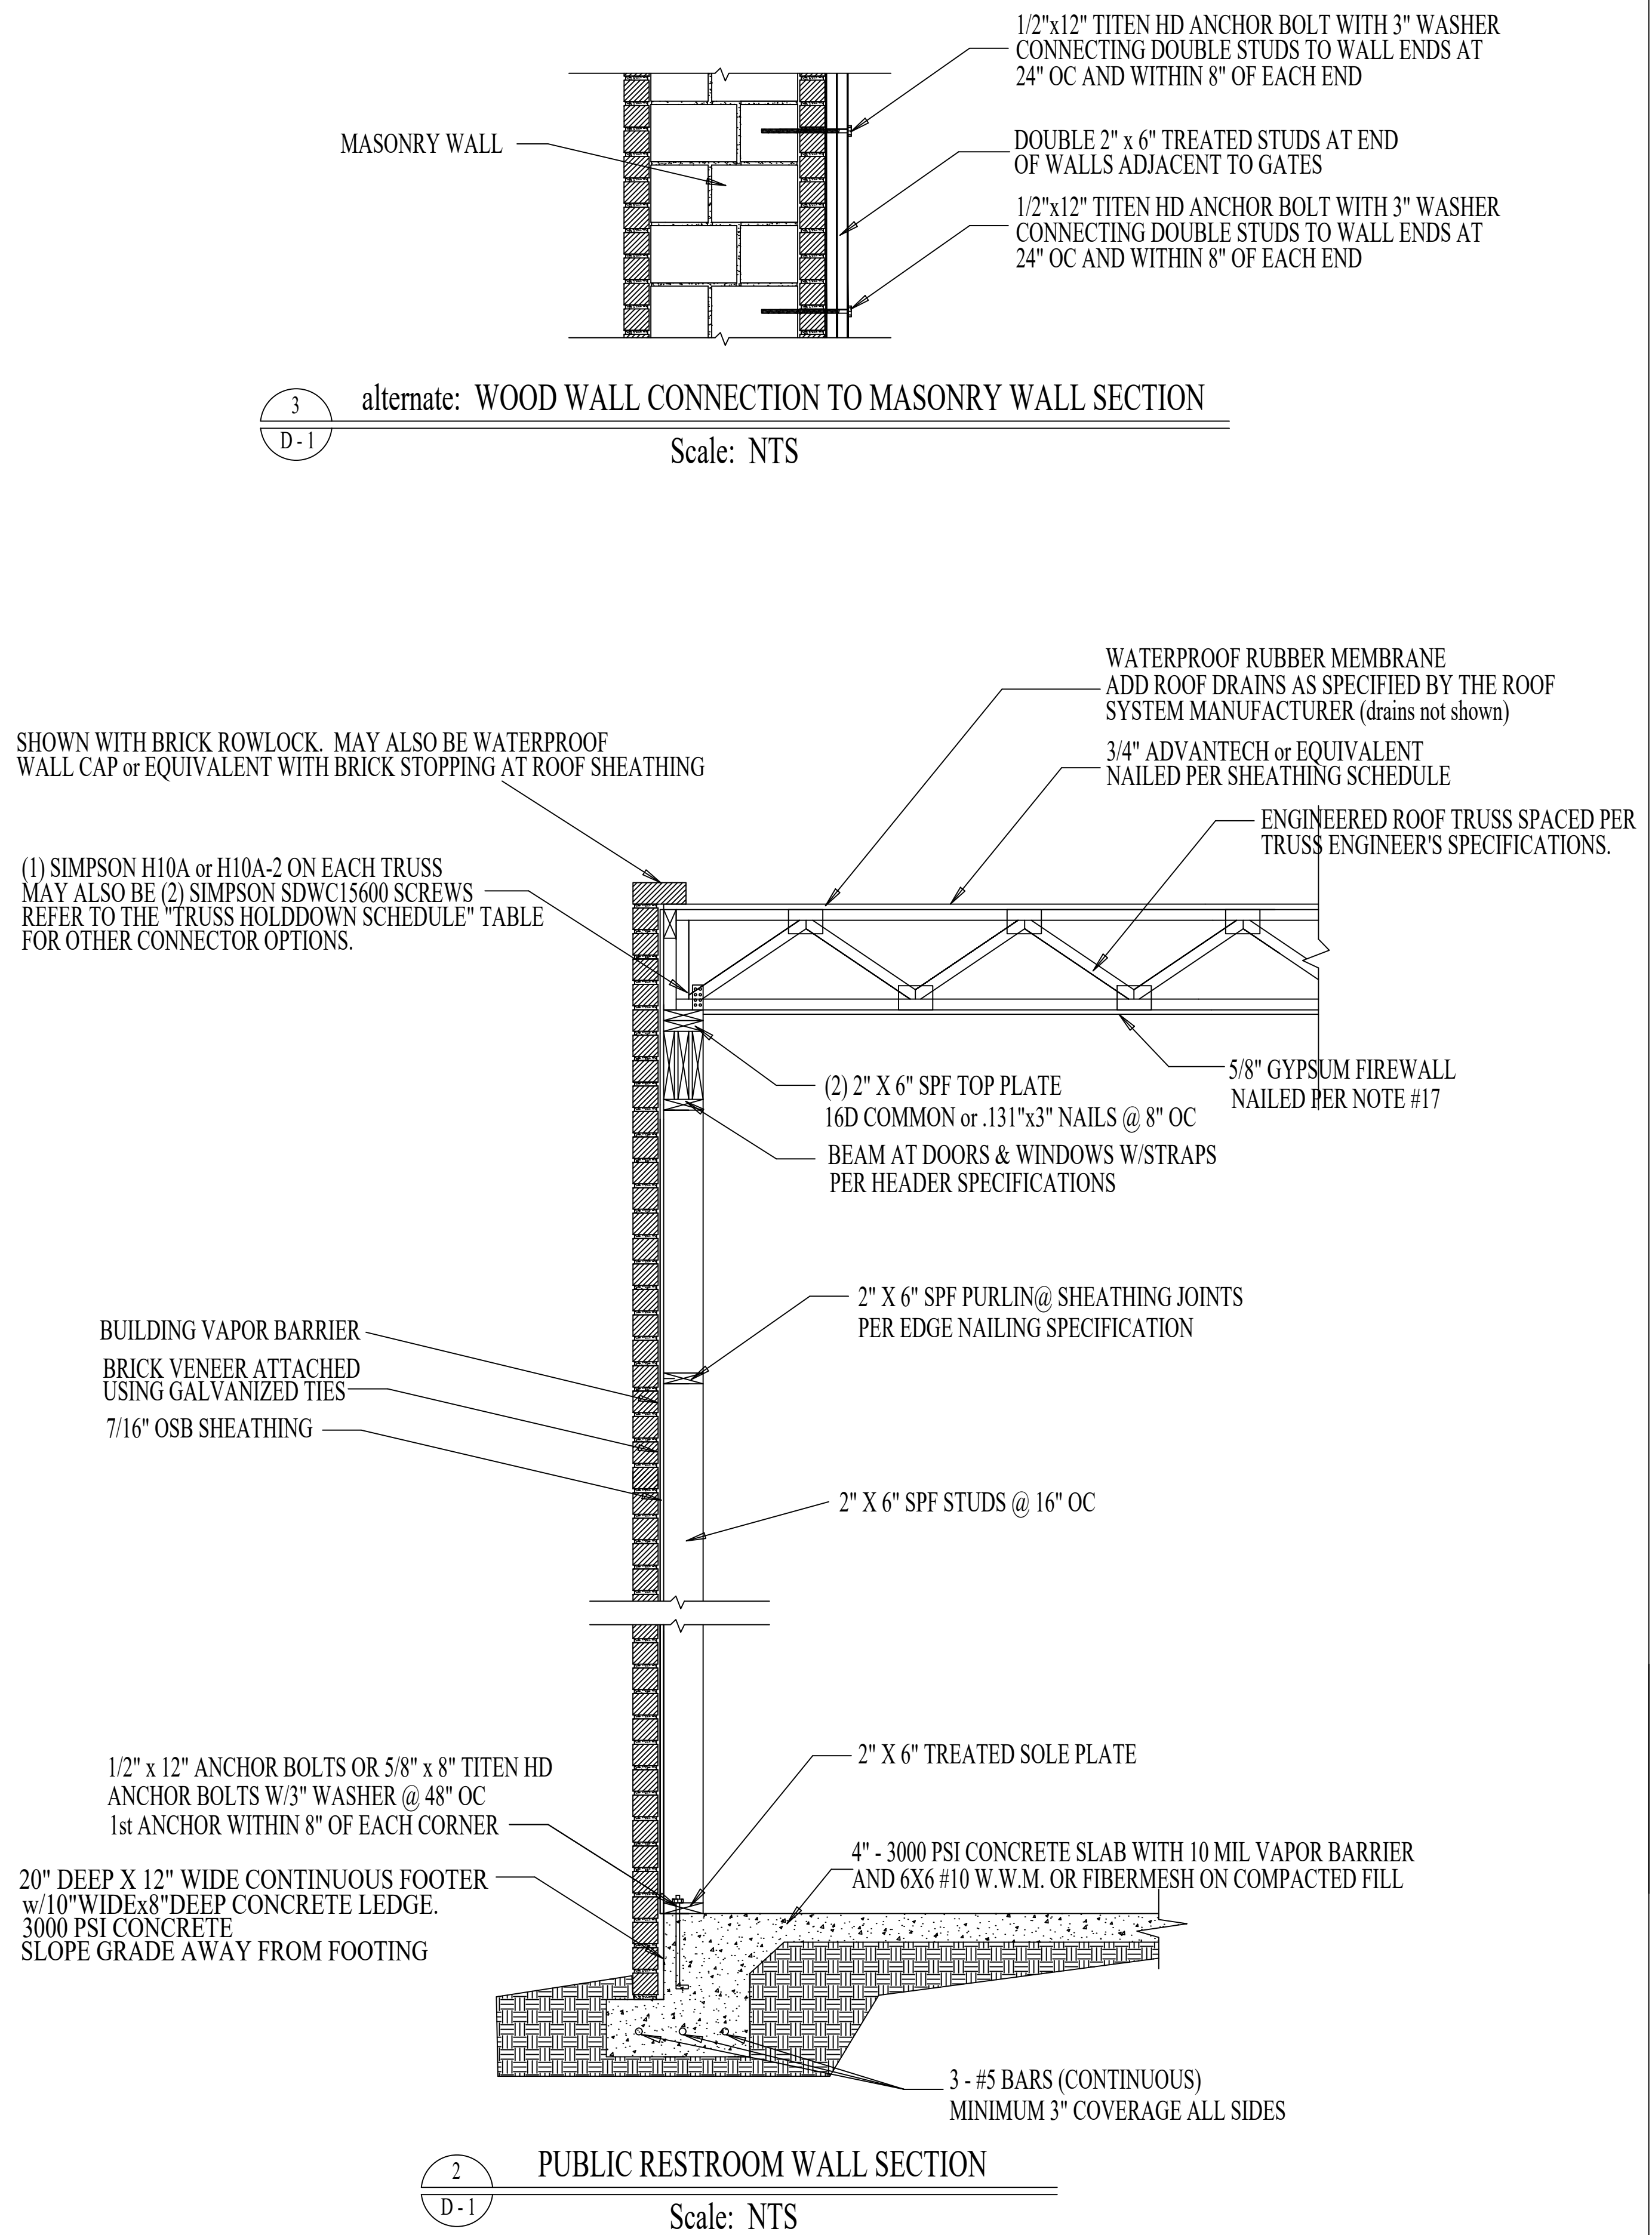 1/2"x12" TITEN HD ANCHOR BOLT WITH 3" WASHER
CONNECTING DOUBLE STUDS TO WALL ENDS AT
24" OC AND WITHIN 8" OF EACH END
MASONRY WALL
DOUBLE 2" x 6" TREATED STUDS AT END
OF WALLS ADJACENT TO GATES
1/2"x12" TITEN HD ANCHOR BOLT WITH 3" WASHER
CONNECTING DOUBLE STUDS TO WALL ENDS AT
24" OC AND WITHIN 8" OF EACH END
3
D - 1
alternate: WOOD WALL CONNECTION TO MASONRY WALL SECTION
Scale: NTS
WATERPROOF RUBBER MEMBRANE
ADD ROOF DRAINS AS SPECIFIED BY THE ROOF
SYSTEM MANUFACTURER (drains not shown)
SHOWN WITH BRICK ROWLOCK. MAY ALSO BE WATERPROOF
WALL CAP or EQUIVALENT WITH BRICK STOPPING AT ROOF SHEATHING
3/4" ADVANTECH or EQUIVALENT
NAILED PER SHEATHING SCHEDULE
ENGINEERED ROOF TRUSS SPACED PER
TRUSS ENGINEER'S SPECIFICATIONS.
(1) SIMPSON H10A or H10A-2 ON EACH TRUSS
MAY ALSO BE (2) SIMPSON SDWC15600 SCREWS
REFER TO THE "TRUSS HOLDDOWN SCHEDULE" TABLE
FOR OTHER CONNECTOR OPTIONS.
5/8" GYPSUM FIREWALL
NAILED PER NOTE #17
(2) 2" X 6" SPF TOP PLATE
16D COMMON or .131"x3" NAILS @ 8" OC
BEAM AT DOORS & WINDOWS W/STRAPS
PER HEADER SPECIFICATIONS
2" X 6" SPF PURLIN@ SHEATHING JOINTS
PER EDGE NAILING SPECIFICATION
BUILDING VAPOR BARRIER
BRICK VENEER ATTACHED
USING GALVANIZED TIES
7/16" OSB SHEATHING
2" X 6" SPF STUDS @ 16" OC
1/2" x 12" ANCHOR BOLTS OR 5/8" x 8" TITEN HD
ANCHOR BOLTS W/3" WASHER @ 48" OC
1st ANCHOR WITHIN 8" OF EACH CORNER
2" X 6" TREATED SOLE PLATE
4" - 3000 PSI CONCRETE SLAB WITH 10 MIL VAPOR BARRIER
AND 6X6 #10 W.W.M. OR FIBERMESH ON COMPACTED FILL
20" DEEP X 12" WIDE CONTINUOUS FOOTER
w/10"WIDEx8"DEEP CONCRETE LEDGE.
3000 PSI CONCRETE
SLOPE GRADE AWAY FROM FOOTING
3 - #5 BARS (CONTINUOUS)
MINIMUM 3" COVERAGE ALL SIDES
2
D - 1
PUBLIC RESTROOM WALL SECTION
Scale: NTS